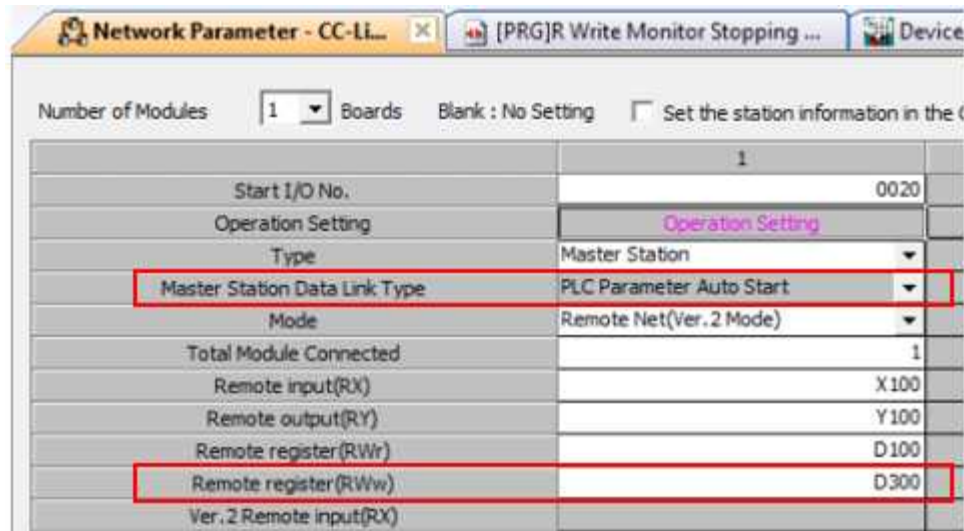 Network Parameter - CC-Li... [PRG]R Write Monitor Stopping ... Device
Number of Modules 1 Boards Blank : No Setting Set the station information in the
1
Start I/O No. 0020
Operation Setting Operation Setting
Type Master Station
Master Station Data Link Type PLC Parameter Auto Start
Mode Remote Net(Ver.2 Mode)
Total Module Connected 1
Remote input(RX) X100
Remote output(RY) Y100
Remote register(RWr) D100
Remote register(RWw) D300
Ver.2 Remote input(RX)